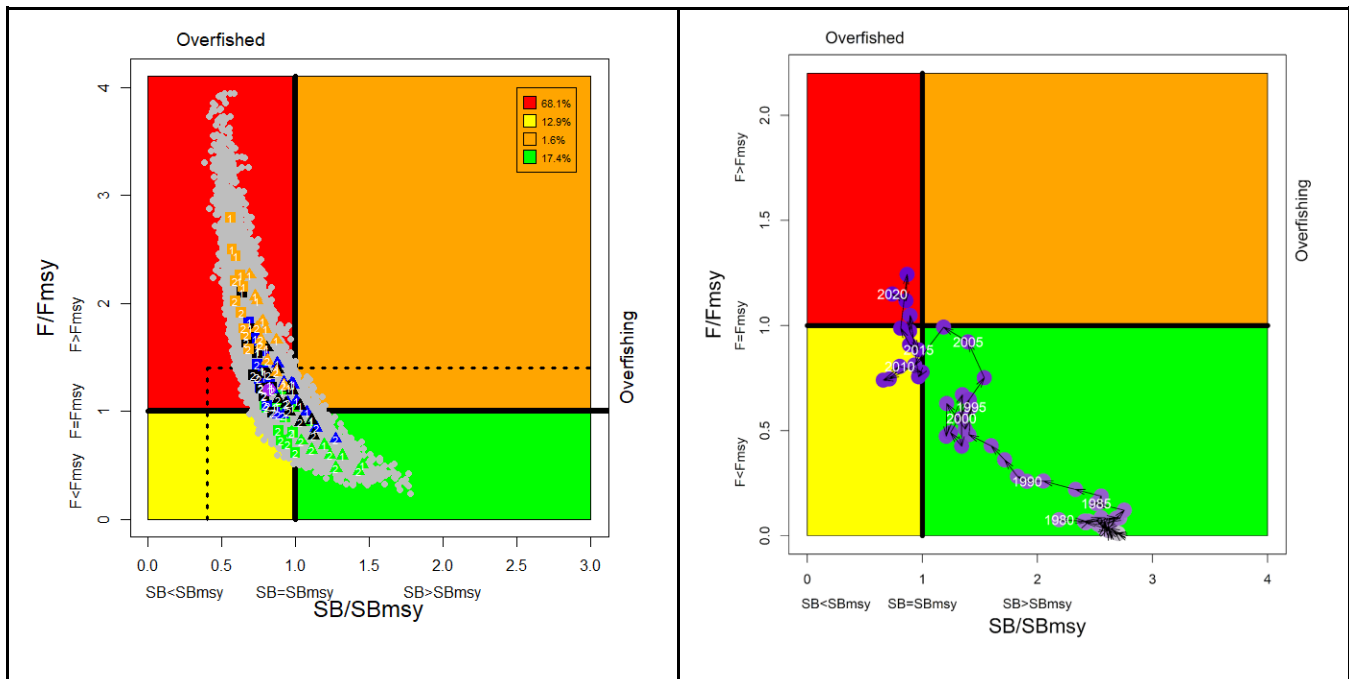 Overfished
4
3
2
1
0
F/Fmsy
F<Fmsy F=Fmsy F>Fmsy
68.1%
12.9%
1.6%
17.4%
Overfishing
0.0 0.5 1.0 1.5 2.0 2.5 3.0
SB<SBmsy SB=SBmsy SB>SBmsy
SB/SBmsy
Overfished
2.0
1.5
1.0
0.5
0.0
F/Fmsy
F<Fmsy F=Fmsy F>Fmsy
2020
2005
2015
2010
1995
2000
1990
1985
1980
Overfishing
0 1 2 3 4
SB<SBmsy SB=SBmsy SB>SBmsy
SB/SBmsy